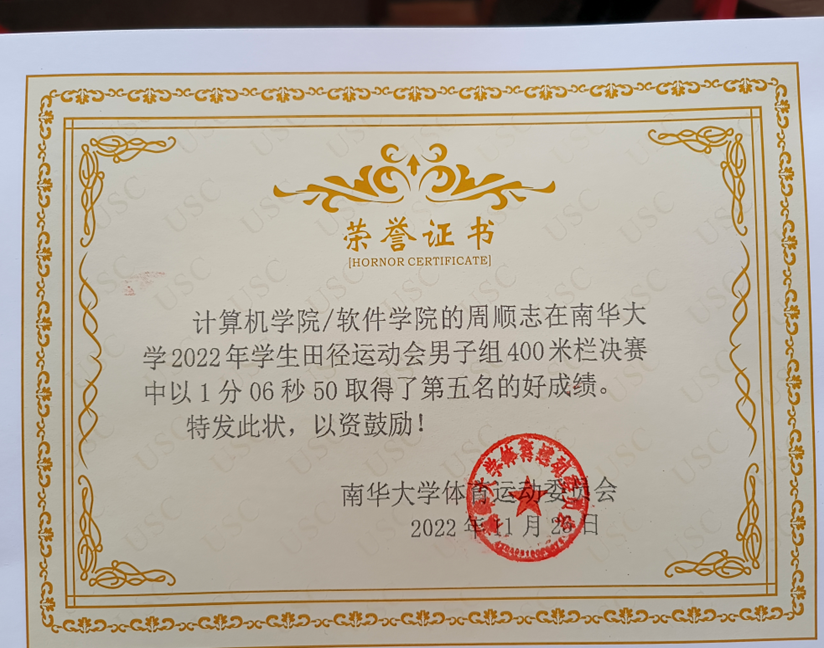 荣誉证书
[HORNOR CERTIFICATE]
计算机学院/软件学院的周顺志在南华大
学2022年学生田径运动会男子组400米栏决赛
中以1分06秒50取得了第五名的好成绩。
特发此状，以资鼓励！
南华大学体育运动委员会
2022年11月 日
USC